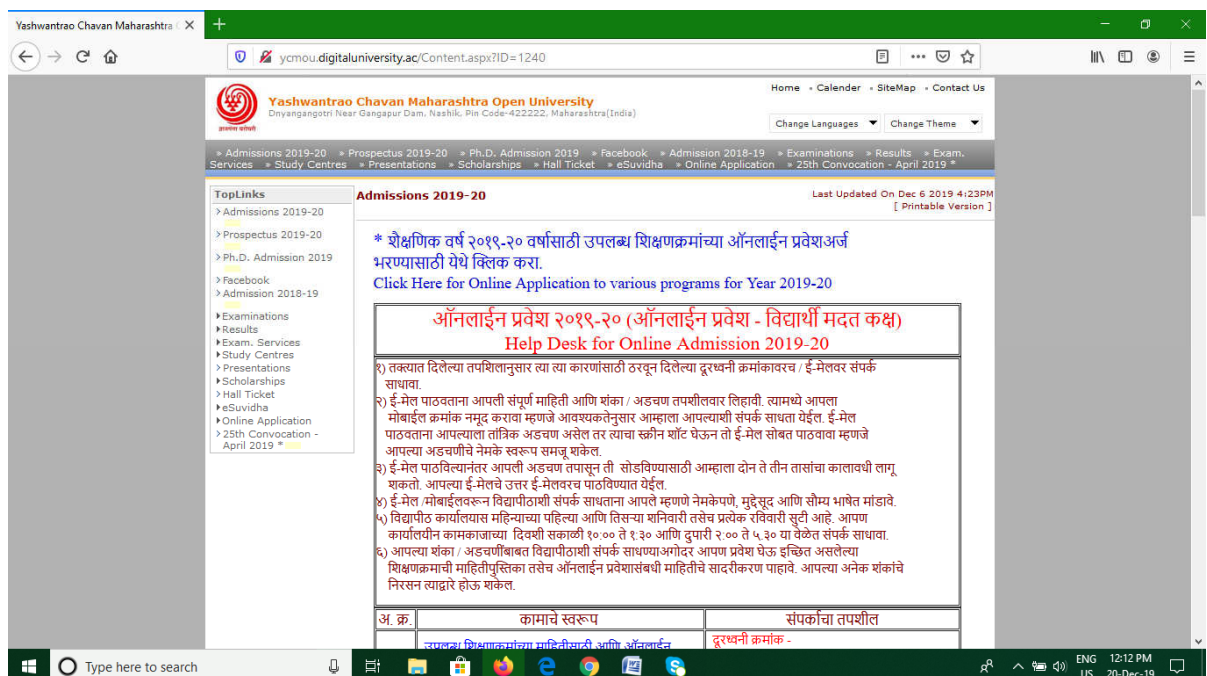 Yashwantrao Chavan Maharashtra
ycmou.digitaluniversity.ac/Content.aspx?ID=1240
Home Calender SiteMap Contact Us
Yashwantrao Chavan Maharashtra Open University
Dnyangangotri Near Gangapur Dam, Nashik, Pin Code-422222, Maharashtra(India)
Change Languages Change Theme
» Admissions 2019-20 » Prospectus 2019-20 » Ph.D. Admission 2019 » Facebook » Admission 2018-19 » Examinations » Results » Exam.
Services » Study Centres » Presentations » Scholarships » Hall Ticket » eSuvidha » Online Application » 25th Convocation - April 2019 *
TopLinks
Admissions 2019-20
Prospectus 2019-20
Ph.D. Admission 2019
Facebook
Admission 2018-19
Examinations
Results
Exam. Services
Study Centres
Presentations
Scholarships
Hall Ticket
eSuvidha
Online Application
25th Convocation -
April 2019 *
Admissions 2019-20
Last Updated On Dec 6 2019 4:23PM
[ Printable Version ]
* शैक्षणिक वर्ष २०१९-२० वर्षासाठी उपलब्ध शिक्षणक्रमांच्या ऑनलाईन प्रवेशअर्ज
भरण्यासाठी येथे क्लिक करा.
Click Here for Online Application to various programs for Year 2019-20
ऑनलाईन प्रवेश २०१९-२० (ऑनलाईन प्रवेश - विद्यार्थी मदत कक्ष)
Help Desk for Online Admission 2019-20
१) तक्त्यात दिलेल्या तपशिलानुसार त्या त्या कारणांसाठी ठरवून दिलेल्या दूरध्वनी क्रमांकावरच / ई-मेलवर संपर्क
साधावा.
२) ई-मेल पाठवताना आपली संपूर्ण माहिती आणि शंका / अडचण तपशीलवार लिहावी. त्यामध्ये आपला
मोबाईल क्रमांक नमूद करावा म्हणजे आवश्यकतेनुसार आम्हाला आपल्याशी संपर्क साधता येईल. ई-मेल
पाठवताना आपल्याला तांत्रिक अडचण असेल तर त्याचा स्क्रीन शॉट घेऊन तो ई-मेल सोबत पाठवावा म्हणजे
आपल्या अडचणीचे नेमके स्वरूप समजू शकेल.
३) ई-मेल पाठविल्यानंतर आपली अडचण तपासून ती सोडविण्यासाठी आम्हाला दोन ते तीन तासांचा कालावधी लागू
शकतो. आपल्या ई-मेलचे उत्तर ई-मेलवरच पाठविण्यात येईल.
४) ई-मेल /मोबाईलवरून विद्यापीठाशी संपर्क साधताना आपले म्हणणे नेमकेपणे, मुद्देसूद आणि सौम्य भाषेत मांडावे.
५) विद्यापीठ कार्यालयास महिन्याच्या पहिल्या आणि तिसऱ्या शनिवारी तसेच प्रत्येक रविवारी सुटी आहे. आपण
कार्यालयीन कामकाजाच्या दिवशी सकाळी १०:०० ते १:३० आणि दुपारी २:०० ते ५.३० या वेळेत संपर्क साधावा.
६) आपल्या शंका / अडचणींबाबत विद्यापीठाशी संपर्क साधण्याअगोदर आपण प्रवेश घेऊ इच्छित असलेल्या
शिक्षणक्रमाची माहितीपुस्तिका तसेच ऑनलाईन प्रवेशासंबधी माहितीचे सादरीकरण पाहावे. आपल्या अनेक शंकांचे
निरसन त्याद्वारे होऊ शकेल.
अ. क्र. कामाचे स्वरूप संपर्काचा तपशील
उपलब्ध शिक्षणक्रमांच्या माहितीसाठी आणि ऑनलाईन
दूरध्वनी क्रमांक -
Type here to search
ENG 12:12 PM
US 20-Dec-19